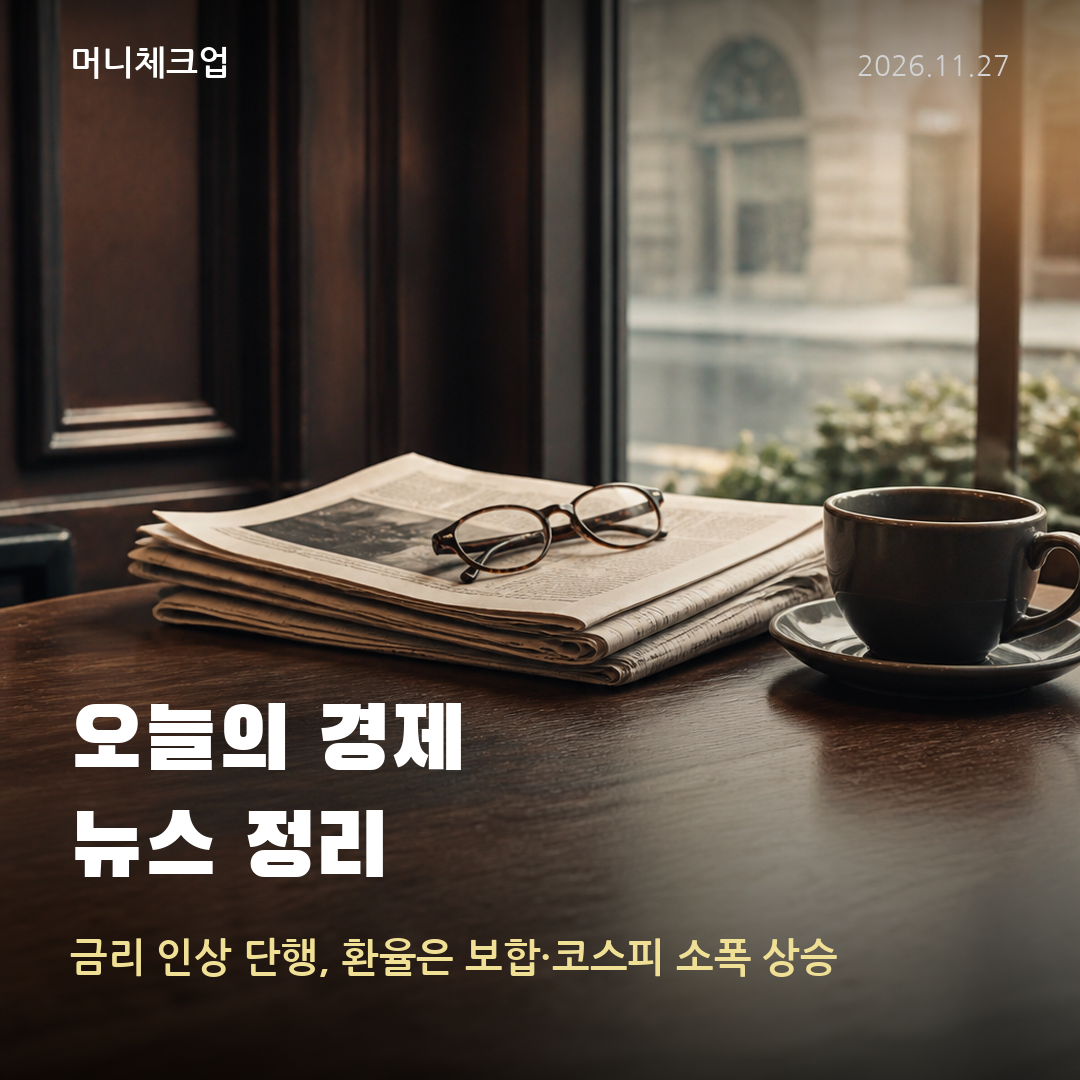 머니체크업
2026.11.27
오늘의 경제
뉴스 정리
금리 인상 단행, 환율은 보합·코스피 소폭 상승